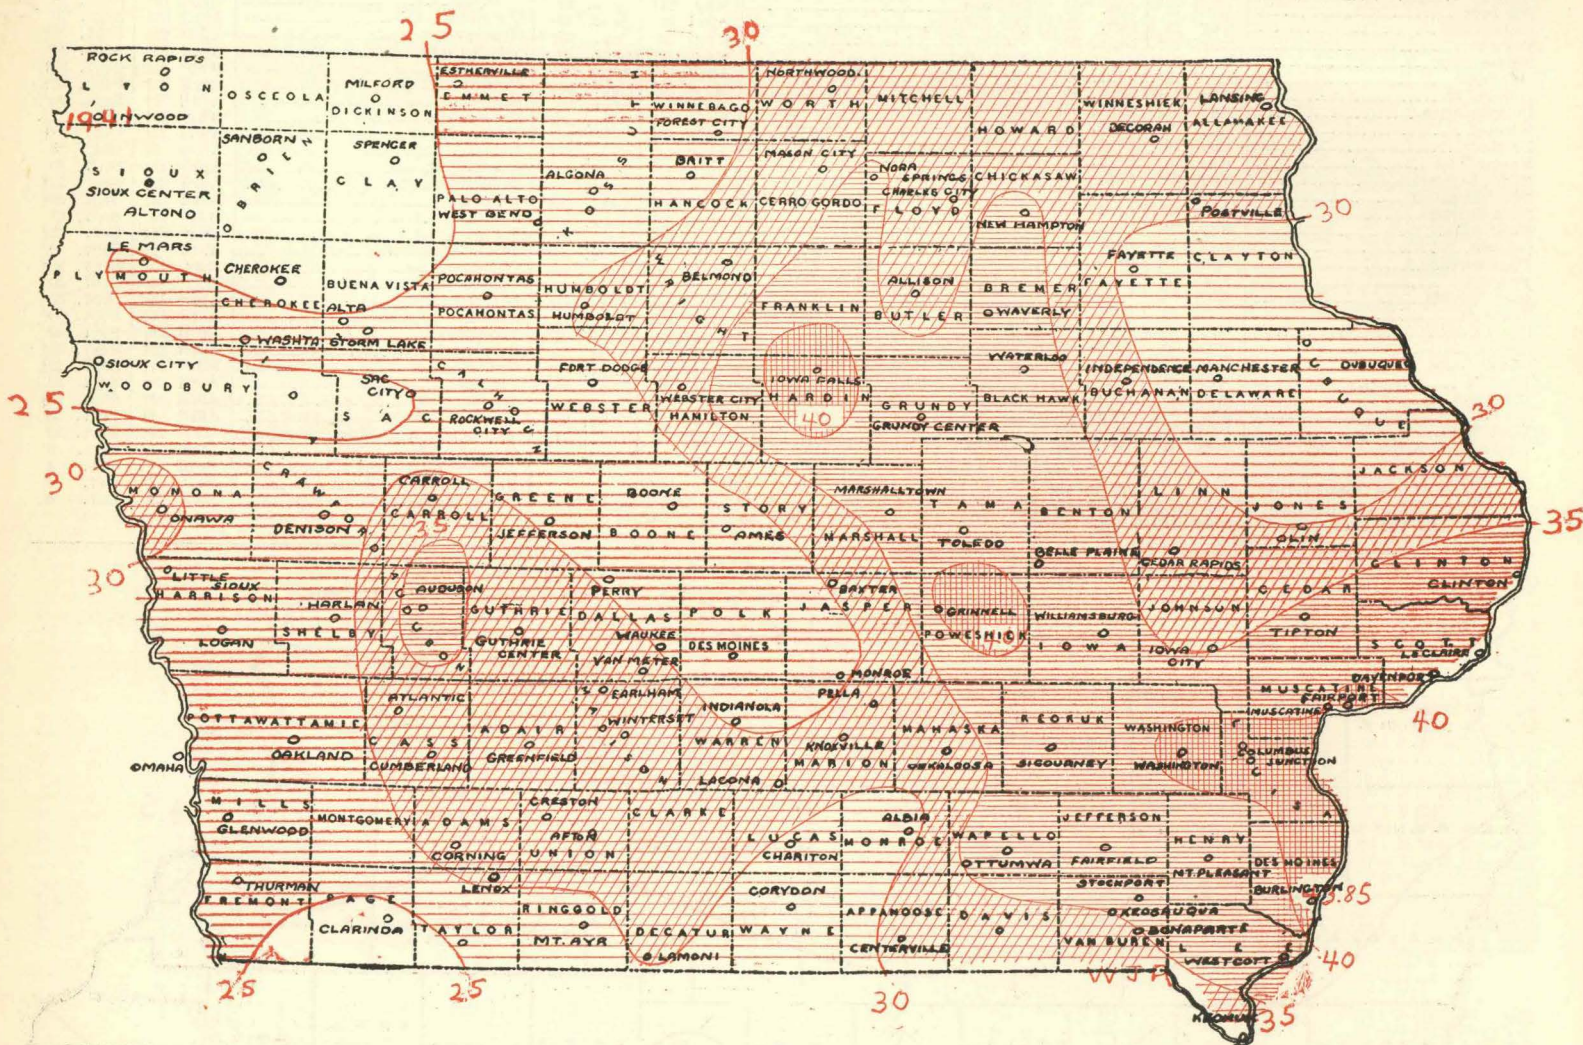 25 30
ROCK RAPIDS
LYON
OSCEOLA
MILFORD
DICKINSON
ESTHERVILLE
EMMET
WINNEBAGO
FOREST CITY
NORTHWOOD
WORTH
MITCHELL
HOWARD
WINNESHIEK
DECORAH
LANSING
ALLAMAKEE
1941
INWOOD
SANBORN
O BRIEN
SPENCER
CLAY
SIOUX
SIOUX CENTER
ALTONO
PALO ALTO
WEST BEND
ALGONA
KOSSUTH
BRITT
HANCOCK
MASON CITY
CERRO GORDO
NORA
SPRINGS
CHARLES CITY
FLOYD
CHICKASAW
NEW HAMPTON
POSTVILLE
30
LE MARS
PLYMOUTH
CHEROKEE
CHEROKEE
BUENA VISTA
ALTA
STORM LAKE
WASHTA
POCAHONTAS
POCAHONTAS
HUMBOLDT
HUMBOLDT
BELMOND
WRIGHT
FRANKLIN
ALLISON
BUTLER
BREMER
WAVERLY
FAYETTE
FAYETTE
CLAYTON
SIOUX CITY
WOODBURY
IDA
SAC
CITY
SAC
CALHOUN
ROCKWELL
CITY
FORT DODGE
WEBSTER
WEBSTER CITY
HAMILTON
IOWA FALLS
HARDIN
40
GRUNDY
GRUNDY CENTER
WATERLOO
BLACK HAWK
INDEPENDENCE
BUCHANAN
MANCHESTER
DELAWARE
DUBUQUE
DUBUQUE
25
30
30
MONONA
ONAWA
CRAWFORD
DENISON
CARROLL
CARROLL
35
GREENE
JEFFERSON
BOONE
BOONE
STORY
AMES
MARSHALLTOWN
MARSHALL
TAMA
TOLEDO
BENTON
BELLE PLAINE
LINN
CEDAR RAPIDS
JONES
OLIN
JACKSON
35
CLINTON
CLINTON
30
LITTLE
SIOUX
HARRISON
LOGAN
HARLAN
SHELBY
AUDUBON
AUDUBON
GUTHRIE
GUTHRIE
CENTER
PERRY
DALLAS
WAUKEE
VAN METER
POLK
DES MOINES
BAXTER
JASPER
MONROE
GRINNELL
POWESHIEK
WILLIAMSBURG
IOWA
JOHNSON
IOWA
CITY
CEDAR
TIPTON
SCOTT
LE CLAIRE
DAVENPORT
MUSCATINE
FAIRPORT
MUSCATINE
40
POTTAWATTAMIE
OAKLAND
OMAHA
ATLANTIC
CASS
CUMBERLAND
ADAIR
GREENFIELD
EARLHAM
WINTERSET
MADISON
INDIANOLA
WARREN
LACONA
PELLA
KNOXVILLE
MARION
MAHASKA
OSKALOOSA
KEOKUK
SIGOURNEY
WASHINGTON
WASHINGTON
COLUMBUS
JUNCTION
LOUISA
MILLS
GLENWOOD
MONTGOMERY
ADAMS
CORNING
CRESTON
AFTON
UNION
CLARKE
LUCAS
CHARITON
ALBIA
MONROE
WAPELLO
OTTUMWA
JEFFERSON
FAIRFIELD
HENRY
MT. PLEASANT
DES MOINES
BURLINGTON
THURMAN
FREMONT
PAGE
CLARINDA
TAYLOR
LENOX
RINGGOLD
MT. AYR
DECATUR
LAMONI
CORYDON
WAYNE
APPANOOSE
CENTERVILLE
DAVIS
STOCKPORT
KEOSAUQUA
VAN BUREN
BONAPARTE
LEE
WESTCOTT
40
25 25 30
KEOKUK 35